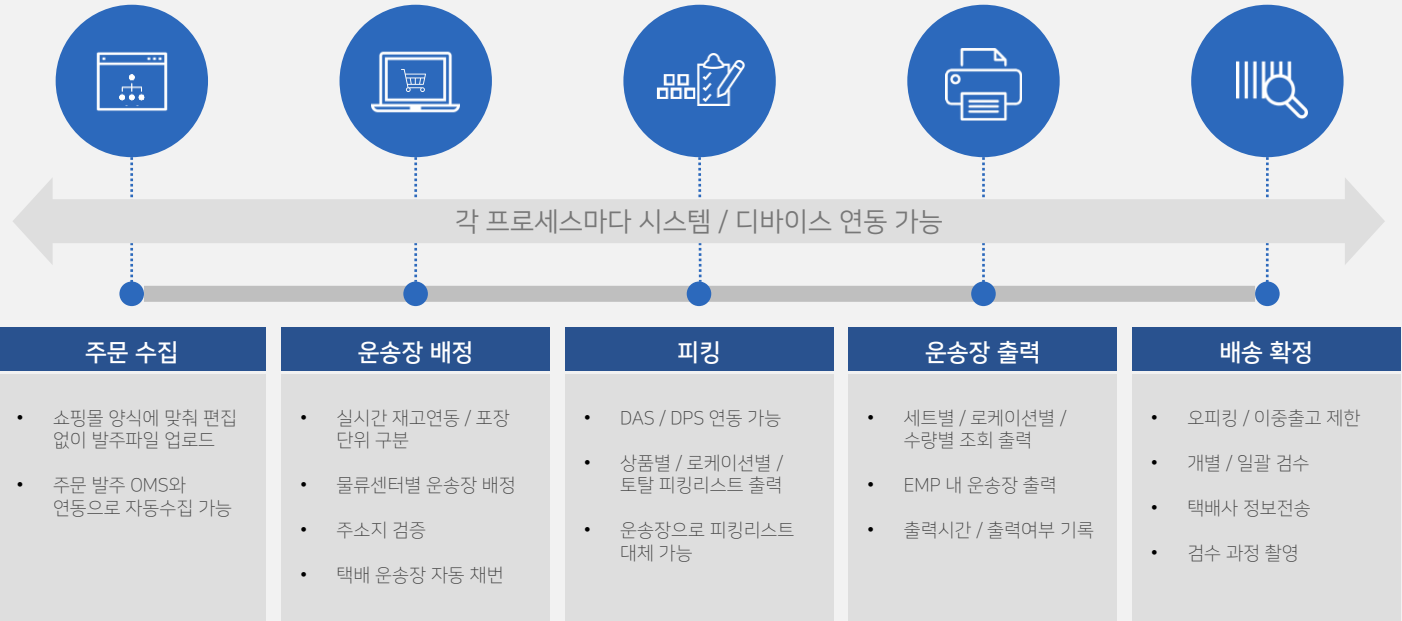 각 프로세스마다 시스템 / 디바이스 연동 가능
주문 수집
• 쇼핑몰 양식에 맞춰 편집
없이 발주파일 업로드
• 주문 발주 OMS와
연동으로 자동수집 가능
운송장 배정
• 실시간 재고연동 / 포장
단위 구분
• 물류센터별 운송장 배정
• 주소지 검증
• 택배 운송장 자동 채번
피킹
• DAS / DPS 연동 가능
• 상품별 / 로케이션별 /
토탈 피킹리스트 출력
• 운송장으로 피킹리스트
대체 가능
운송장 출력
• 세트별 / 로케이션별 /
수량별 조회 출력
• EMP 내 운송장 출력
• 출력시간 / 출력여부 기록
배송 확정
• 오피킹 / 이중출고 제한
• 개별 / 일괄 검수
• 택배사 정보전송
• 검수 과정 촬영